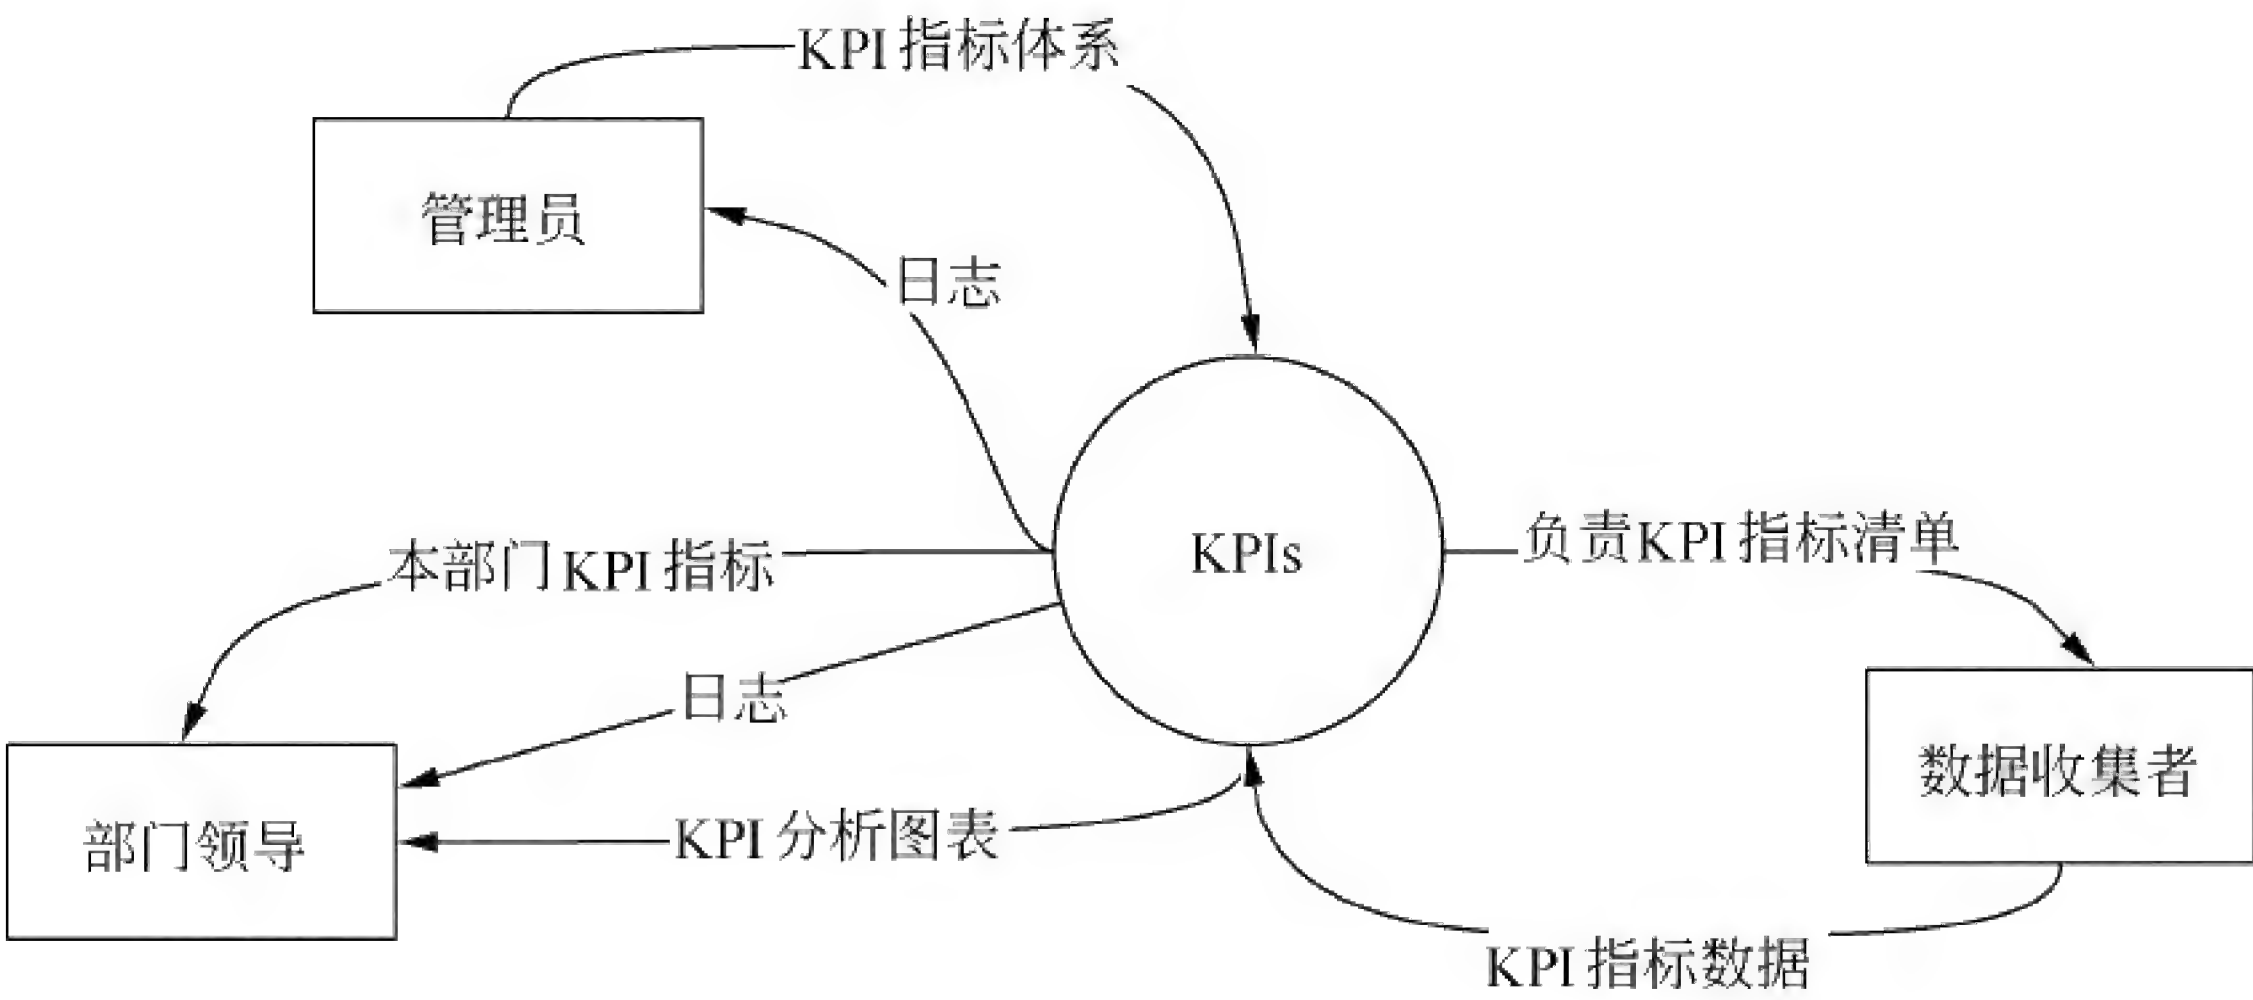 KPI 指标体系
管理员
日志
负责KPI 指标清单
本部门 KPI 指标
KPIs
日志
数据收集者
KPI 分析图表
部门领导
KPI 指标数据